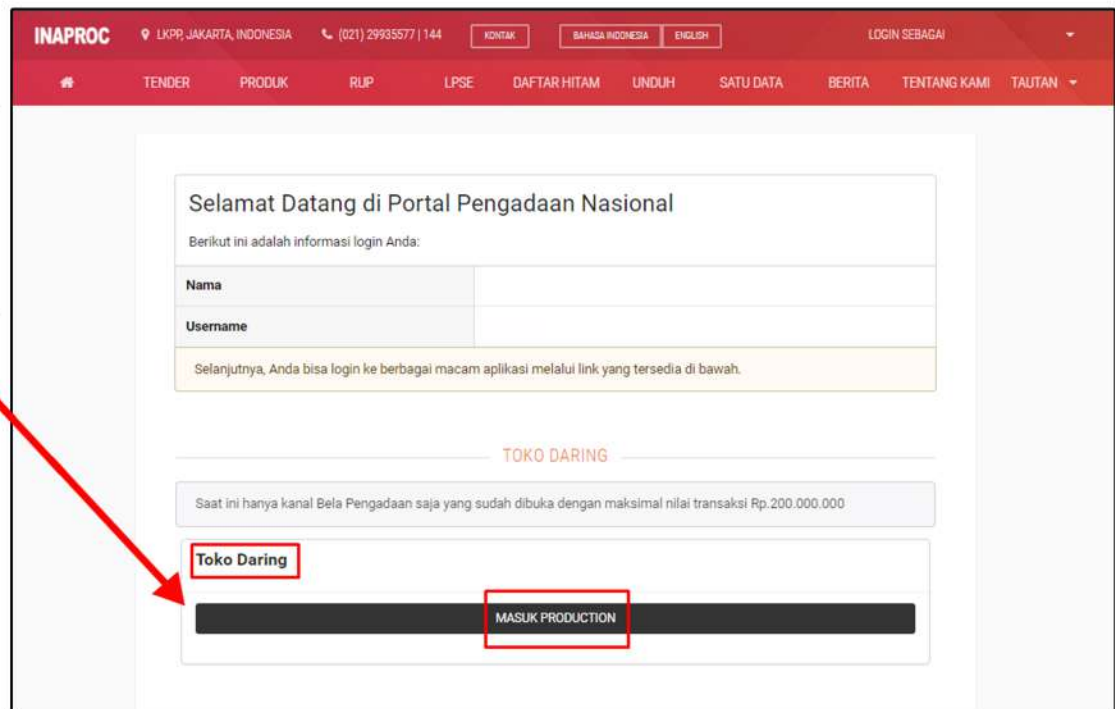 INAPROC LKPP, JAKARTA, INDONESIA (021) 29935577 | 144 KONTAK BAHASA INDONESIA ENGLISH LOGIN SEBAGAI
TENDER PRODUK RUP LPSE DAFTAR HITAM UNDUH SATU DATA BERITA TENTANG KAMI TAUTAN
Selamat Datang di Portal Pengadaan Nasional
Berikut ini adalah informasi login Anda:
Nama
Username
Selanjutnya, Anda bisa login ke berbagai macam aplikasi melalui link yang tersedia di bawah.
TOKO DARING
Saat ini hanya kanal Bela Pengadaan saja yang sudah dibuka dengan maksimal nilai transaksi Rp.200.000.000
Toko Daring
MASUK PRODUCTION